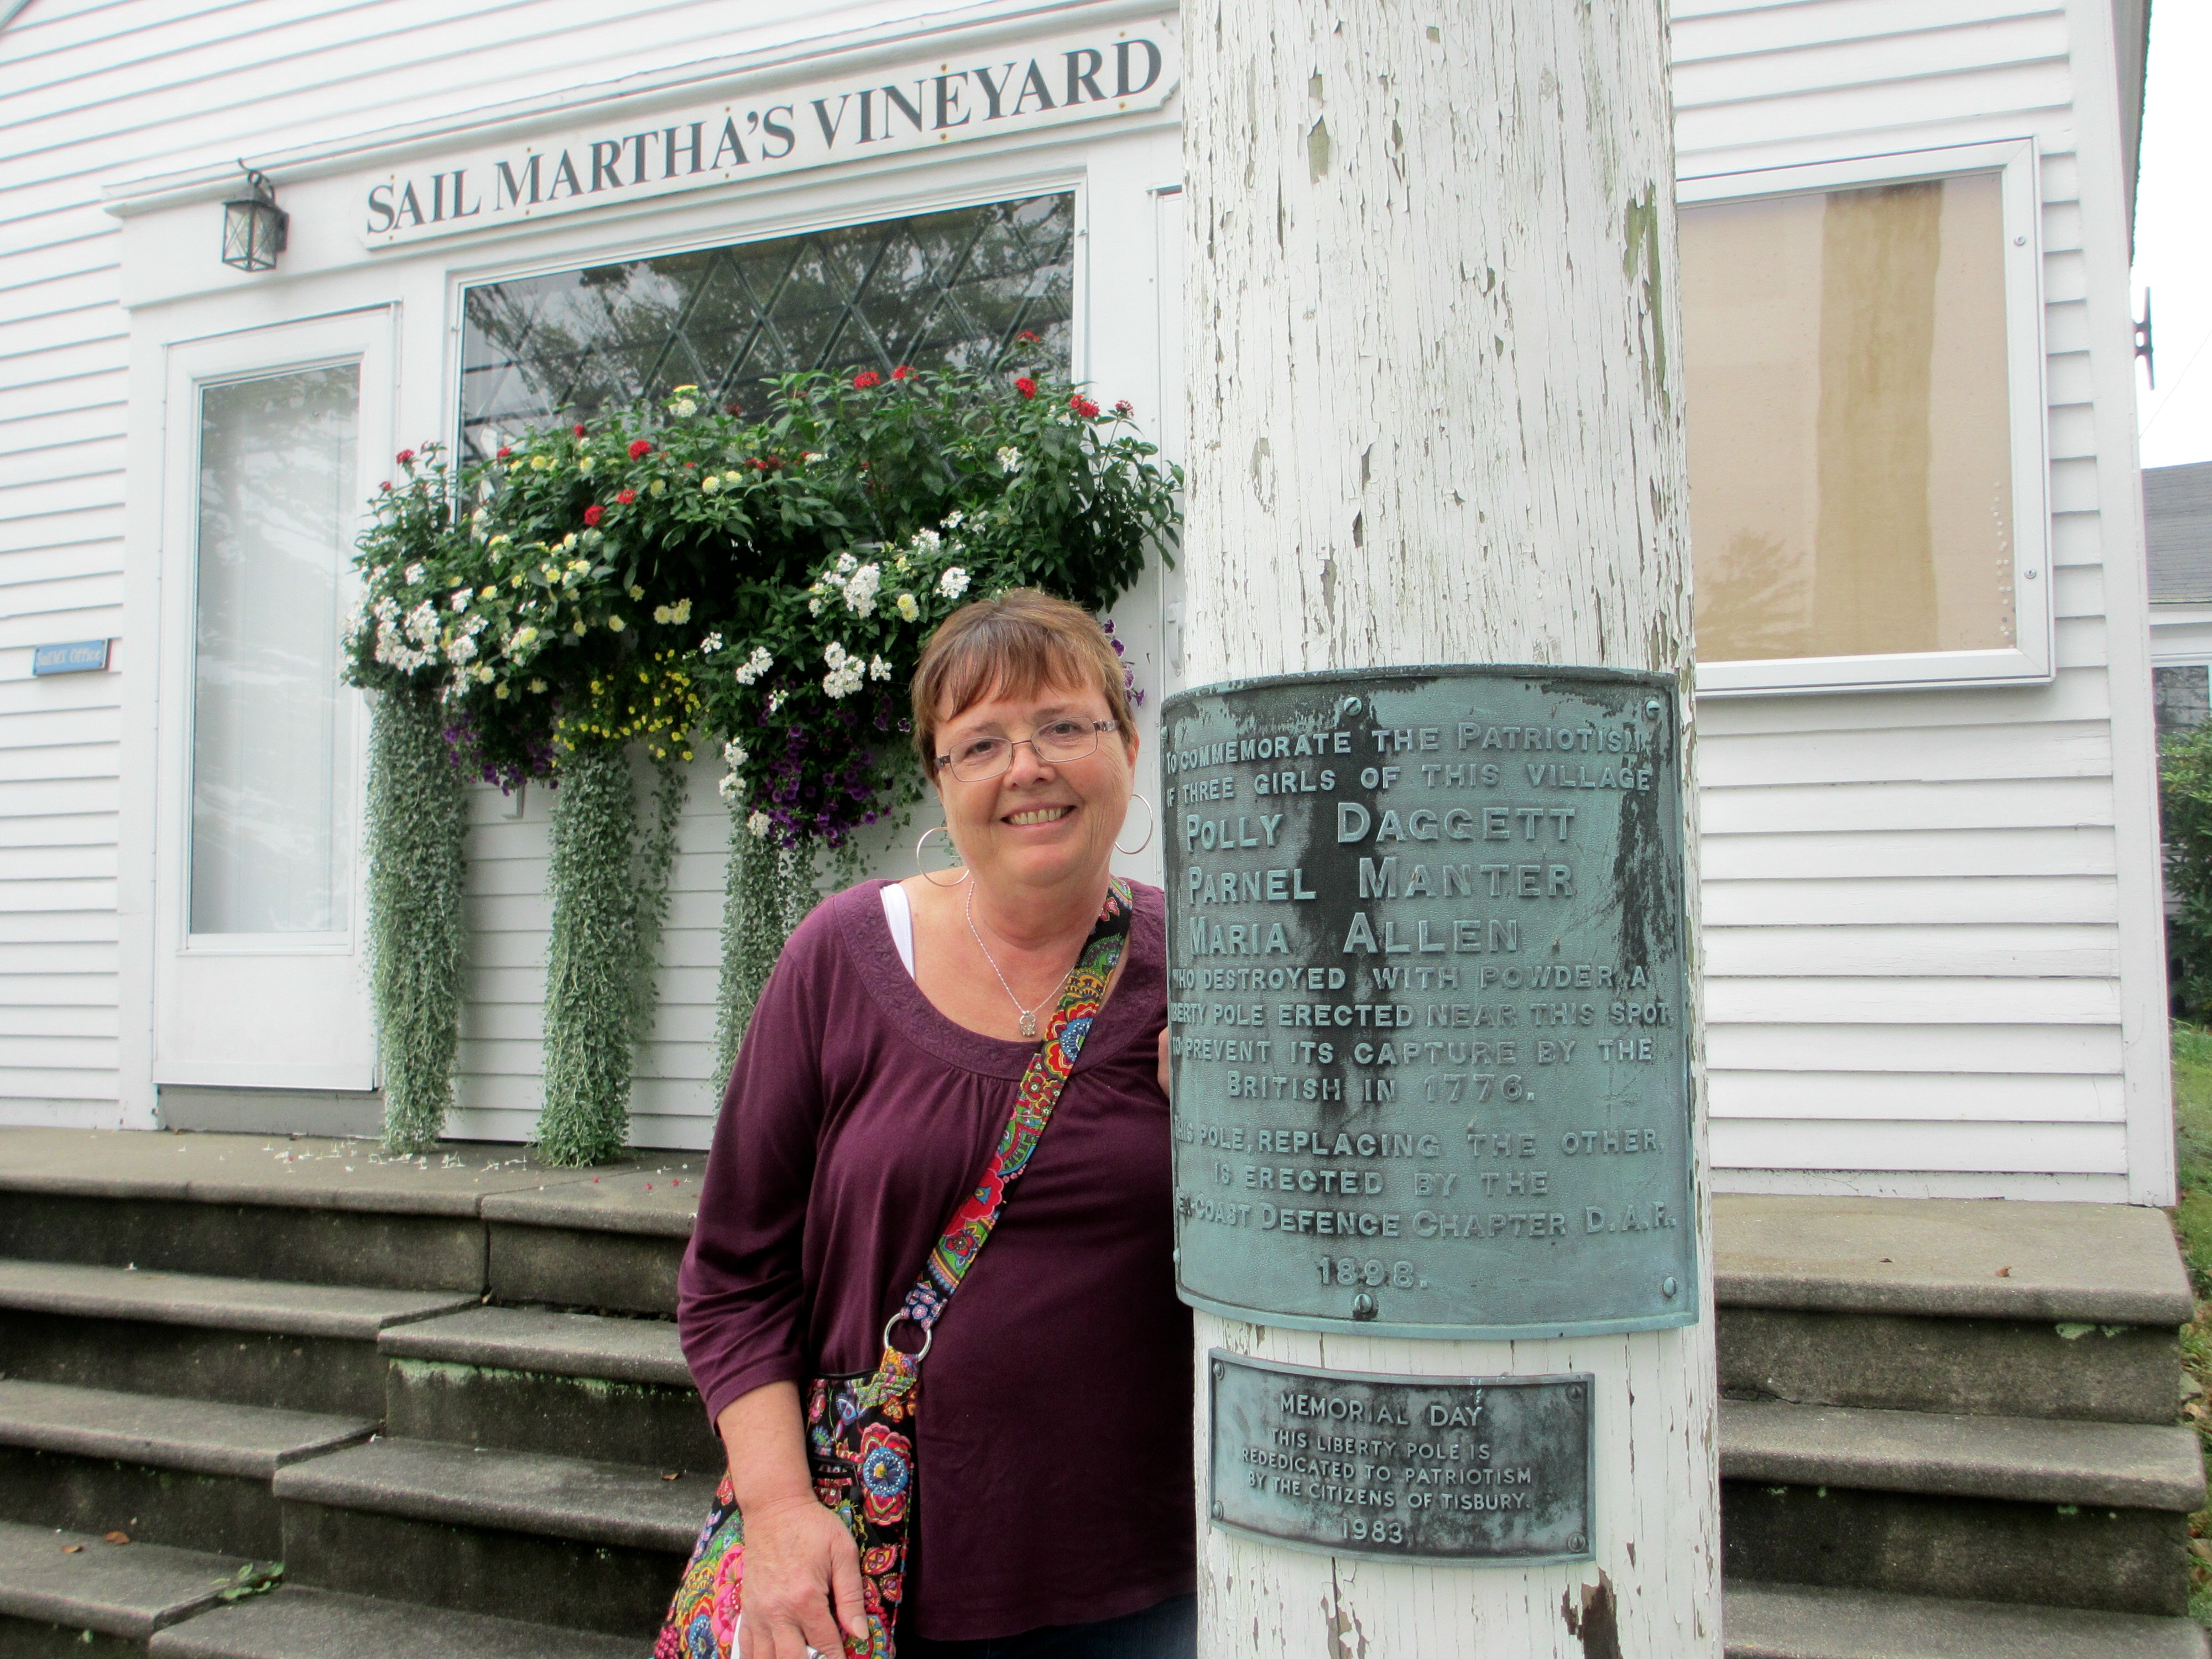 SAIL MARTHA'S VINEYARD
SailMV Office
TO COMMEMORATE THE PATRIOTISM
OF THREE GIRLS OF THIS VILLAGE
POLLY DAGGETT
PARNEL MANTER
MARIA ALLEN
WHO DESTROYED WITH POWDER A
LIBERTY POLE ERECTED NEAR THIS SPOT,
TO PREVENT ITS CAPTURE BY THE
BRITISH IN 1776.
THIS POLE, REPLACING THE OTHER,
IS ERECTED BY THE
COAST DEFENCE CHAPTER D.A.R.
1898.
MEMORIAL DAY
THIS LIBERTY POLE IS
REDEDICATED TO PATRIOTISM
BY THE CITIZENS OF TISBURY.
1983